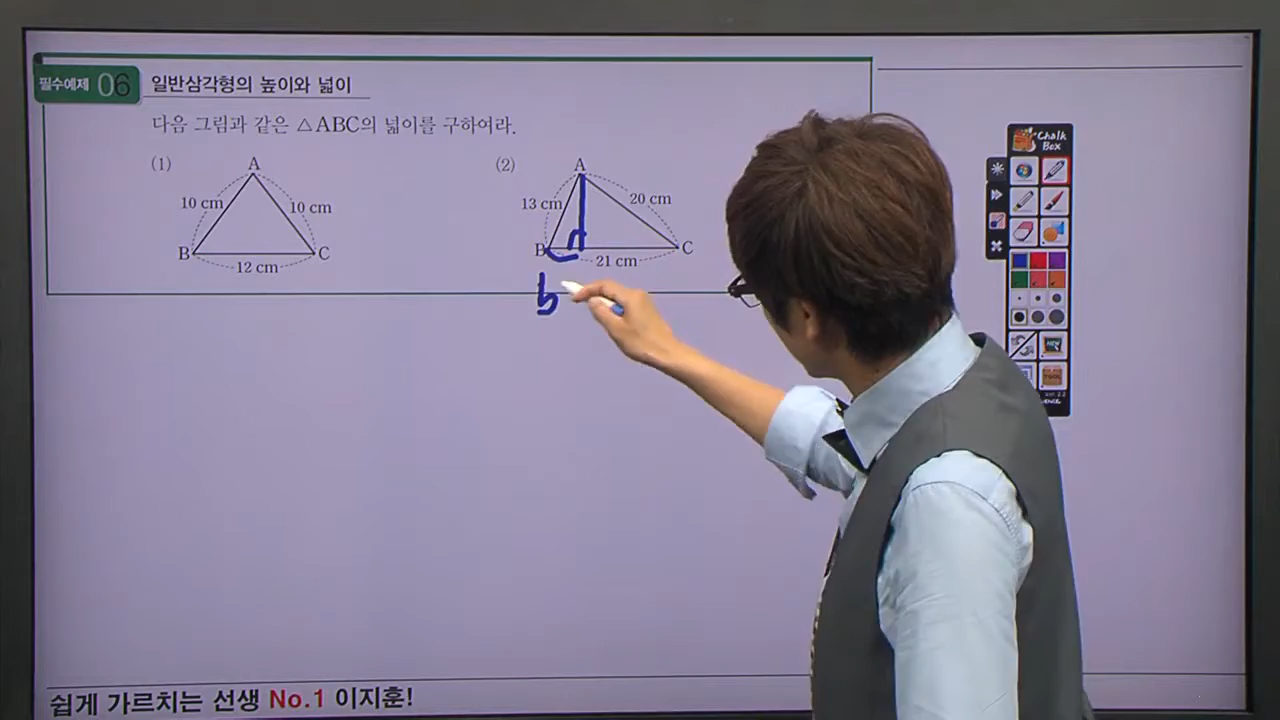 필수예제 06 일반삼각형의 높이와 넓이
다음 그림과 같은 △ABC의 넓이를 구하여라.
(1)
A
10 cm
10 cm
B
C
12 cm
(2)
A
13 cm
20 cm
B
C
21 cm
b
Chalk Box
쉽게 가르치는 선생 No.1 이지훈!